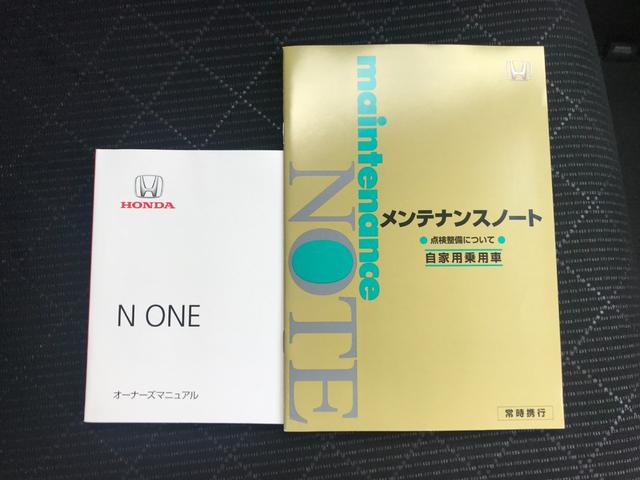 HONDA
N ONE
オーナーズマニュアル
maintenance
NOTE
メンテナンスノート
点検整備について
自家用乗用車
常時携行